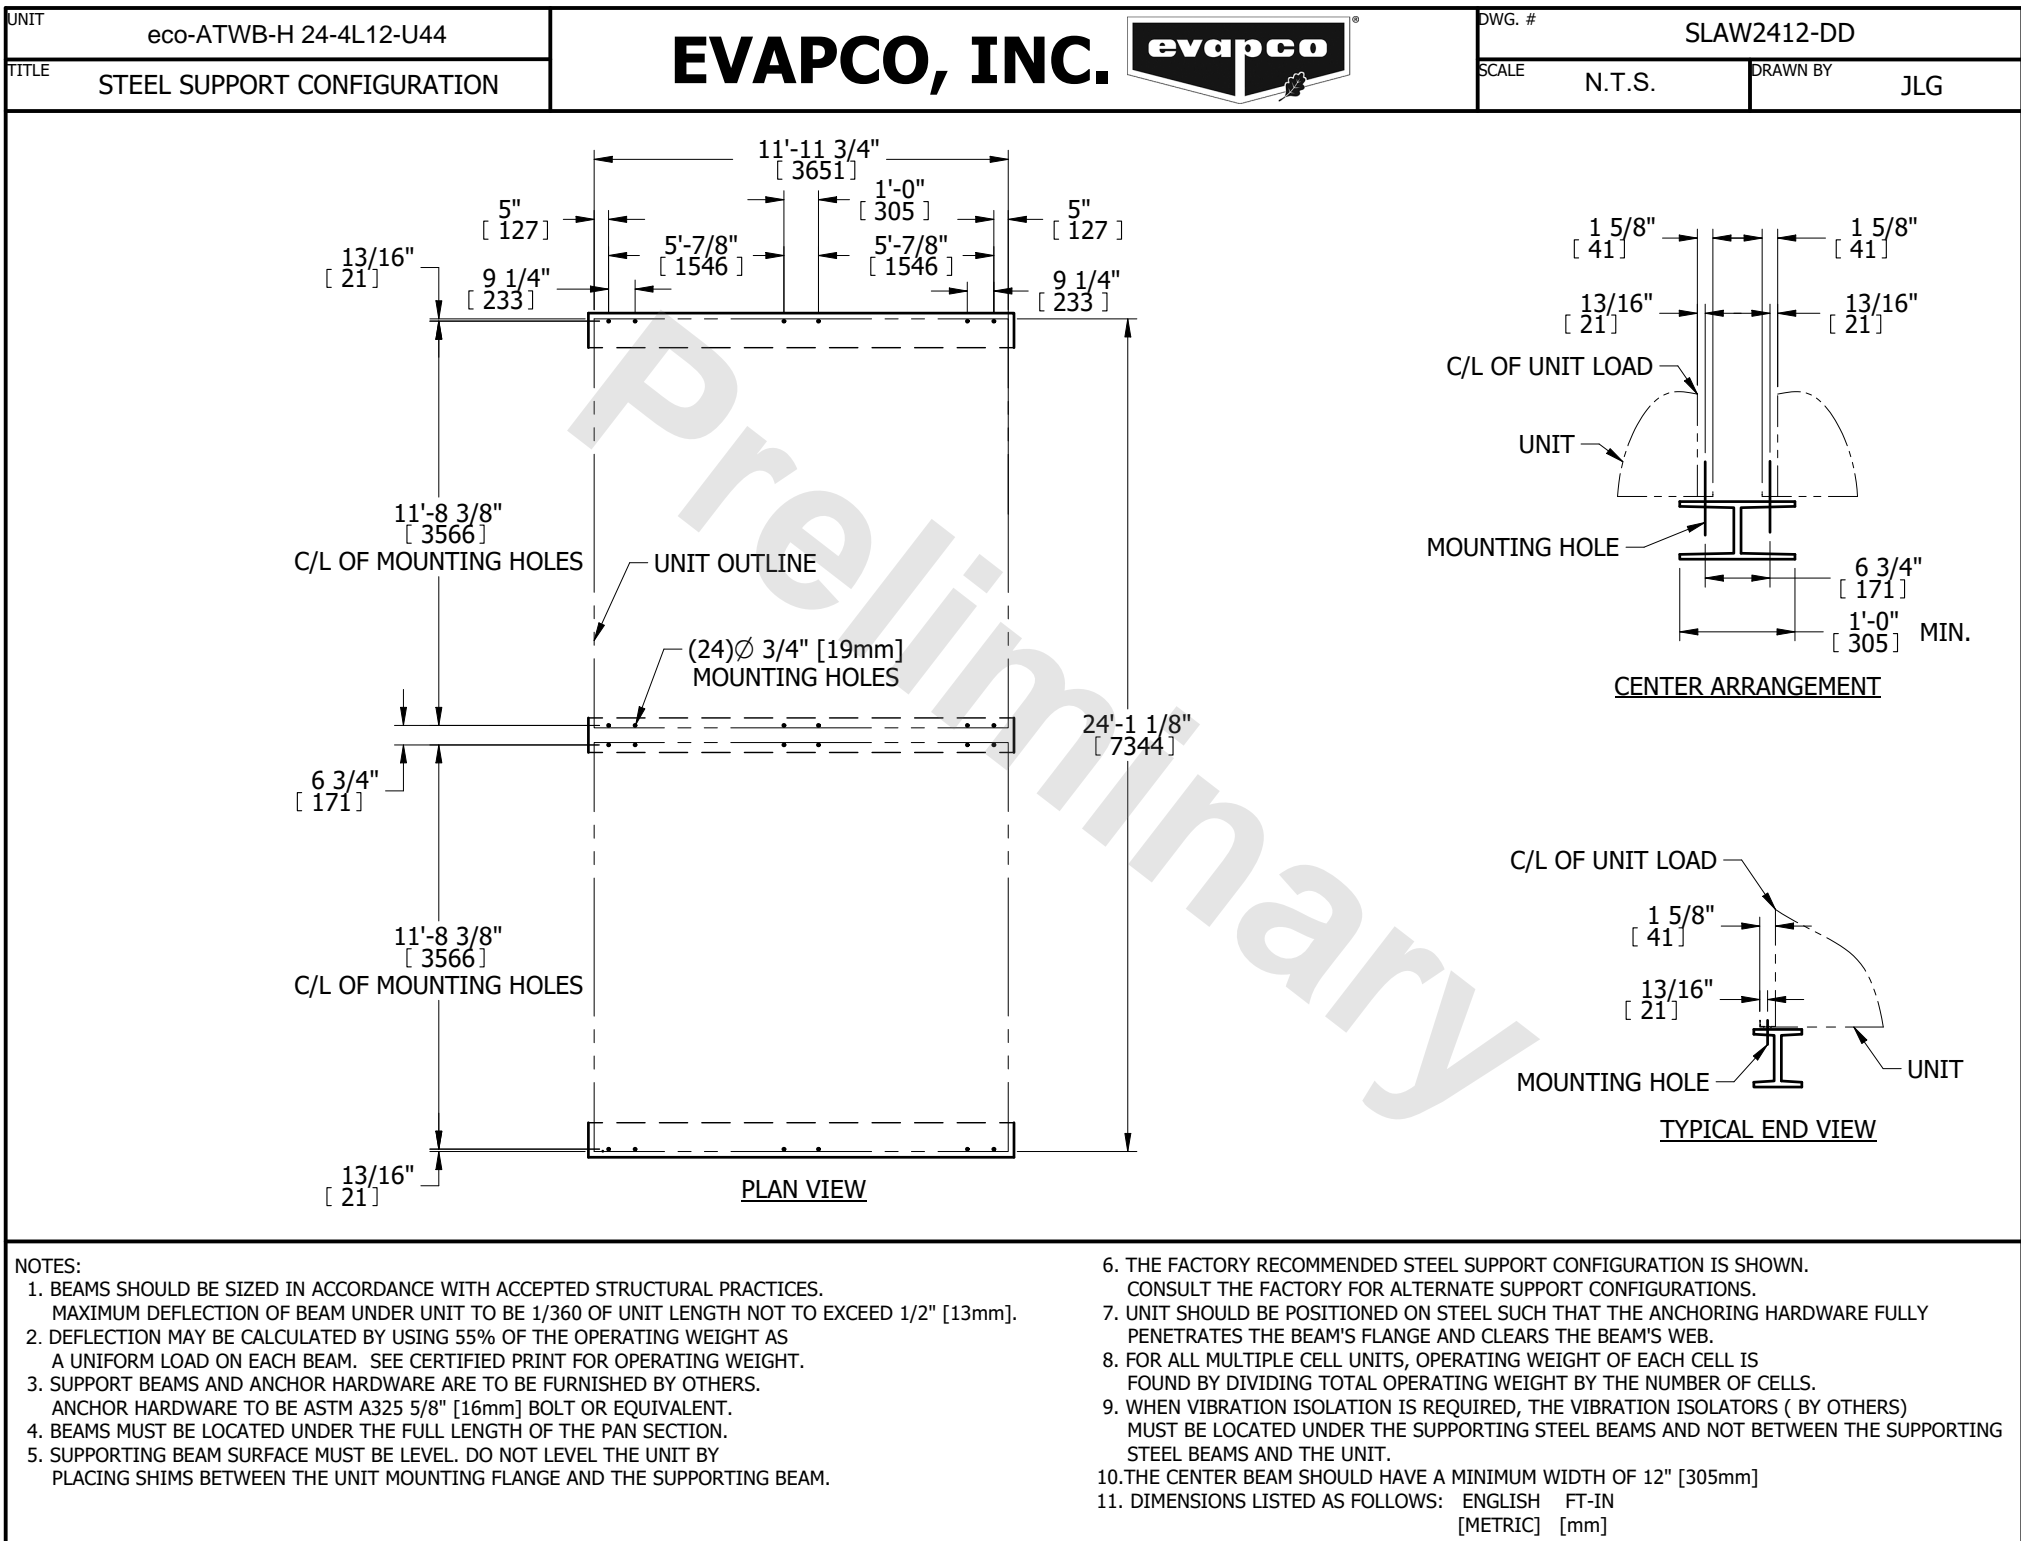 UNIT
eco-ATWB-H 24-4L12-U44
TITLE
STEEL SUPPORT CONFIGURATION
EVAPCO, INC.
evapco
®
DWG. #
SLAW2412-DD
SCALE
N.T.S.
DRAWN BY
JLG
11'-11 3/4"
[ 3651]
1'-0"
[ 305 ]
5"
[ 127]
5"
[ 127 ]
5'-7/8"
[ 1546 ]
5'-7/8"
[ 1546 ]
13/16"
[ 21]
9 1/4"
[ 233]
9 1/4"
[ 233 ]
11'-8 3/8"
[ 3566]
C/L OF MOUNTING HOLES
UNIT OUTLINE
(24)Ø 3/4" [19mm]
MOUNTING HOLES
24'-1 1/8"
[ 7344]
6 3/4"
[ 171]
11'-8 3/8"
[ 3566]
C/L OF MOUNTING HOLES
13/16"
[ 21]
PLAN VIEW
Preliminary
1 5/8"
[ 41]
1 5/8"
[ 41]
13/16"
[ 21]
13/16"
[ 21]
C/L OF UNIT LOAD
UNIT
MOUNTING HOLE
6 3/4"
[ 171]
1'-0"
[ 305] MIN.
CENTER ARRANGEMENT
C/L OF UNIT LOAD
1 5/8"
[ 41]
13/16"
[ 21]
MOUNTING HOLE
UNIT
TYPICAL END VIEW
NOTES:
1. BEAMS SHOULD BE SIZED IN ACCORDANCE WITH ACCEPTED STRUCTURAL PRACTICES.
MAXIMUM DEFLECTION OF BEAM UNDER UNIT TO BE 1/360 OF UNIT LENGTH NOT TO EXCEED 1/2" [13mm].
2. DEFLECTION MAY BE CALCULATED BY USING 55% OF THE OPERATING WEIGHT AS
A UNIFORM LOAD ON EACH BEAM. SEE CERTIFIED PRINT FOR OPERATING WEIGHT.
3. SUPPORT BEAMS AND ANCHOR HARDWARE ARE TO BE FURNISHED BY OTHERS.
ANCHOR HARDWARE TO BE ASTM A325 5/8" [16mm] BOLT OR EQUIVALENT.
4. BEAMS MUST BE LOCATED UNDER THE FULL LENGTH OF THE PAN SECTION.
5. SUPPORTING BEAM SURFACE MUST BE LEVEL. DO NOT LEVEL THE UNIT BY
PLACING SHIMS BETWEEN THE UNIT MOUNTING FLANGE AND THE SUPPORTING BEAM.
6. THE FACTORY RECOMMENDED STEEL SUPPORT CONFIGURATION IS SHOWN.
CONSULT THE FACTORY FOR ALTERNATE SUPPORT CONFIGURATIONS.
7. UNIT SHOULD BE POSITIONED ON STEEL SUCH THAT THE ANCHORING HARDWARE FULLY
PENETRATES THE BEAM'S FLANGE AND CLEARS THE BEAM'S WEB.
8. FOR ALL MULTIPLE CELL UNITS, OPERATING WEIGHT OF EACH CELL IS
FOUND BY DIVIDING TOTAL OPERATING WEIGHT BY THE NUMBER OF CELLS.
9. WHEN VIBRATION ISOLATION IS REQUIRED, THE VIBRATION ISOLATORS ( BY OTHERS)
MUST BE LOCATED UNDER THE SUPPORTING STEEL BEAMS AND NOT BETWEEN THE SUPPORTING
STEEL BEAMS AND THE UNIT.
10.THE CENTER BEAM SHOULD HAVE A MINIMUM WIDTH OF 12" [305mm]
11. DIMENSIONS LISTED AS FOLLOWS: ENGLISH FT-IN
[METRIC] [mm]